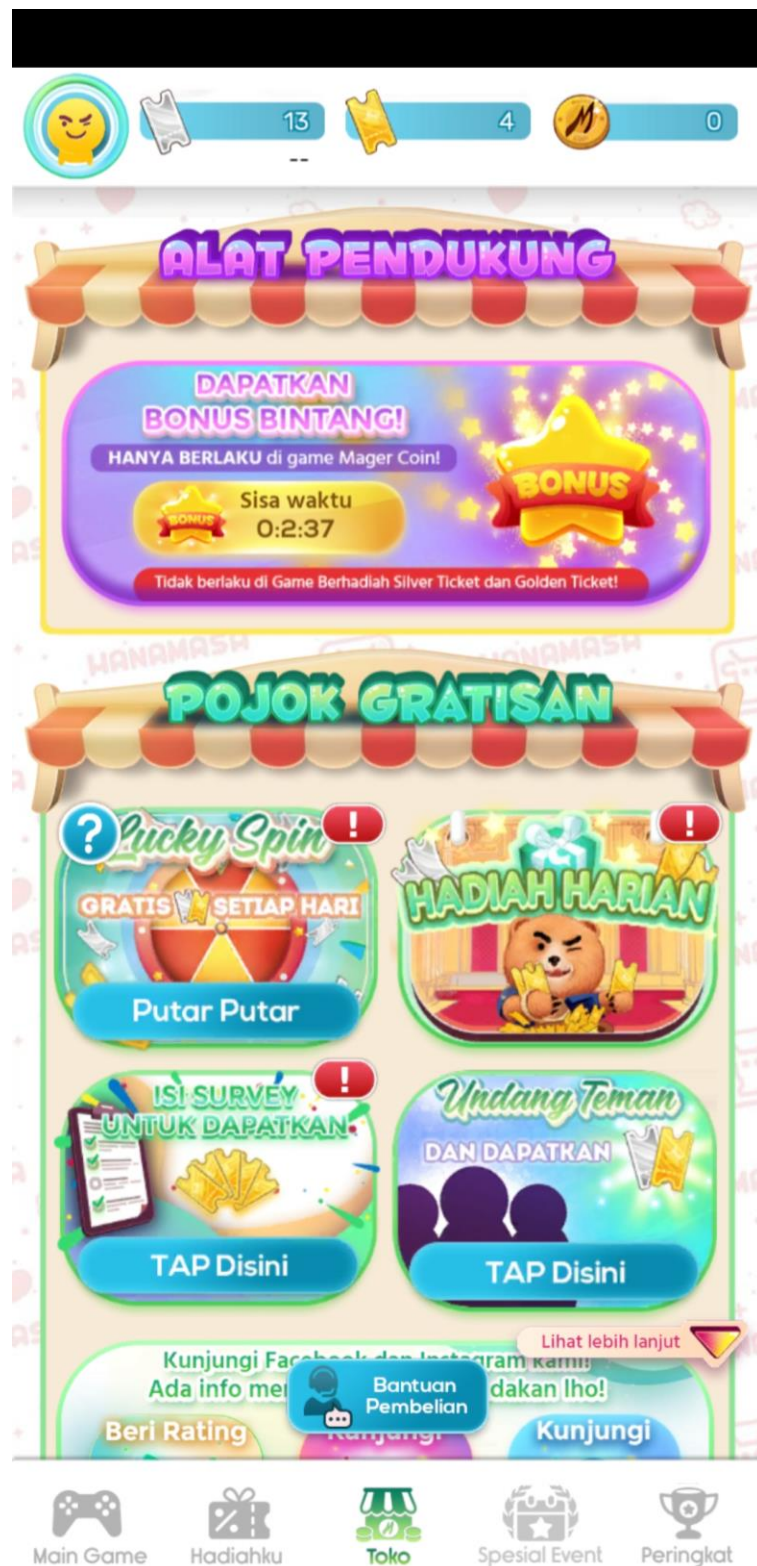 13
4
0
--
ALAT PENDUKUNG
DAPATKAN
BONUS BINTANG!
HANYA BERLAKU di game Mager Coin!
BONUS
Sisa waktu
0:2:37
BONUS
Tidak berlaku di Game Berhadiah Silver Ticket dan Golden Ticket!
HANAMASA
HANAMASA
POJOK GRATISAN
?
Lucky Spin
!
GRATIS SETIAP HARI
Putar Putar
!
HADIAH HARIAN
!
ISI SURVEY
UNTUK DAPATKAN
TAP Disini
Undang Teman
DAN DAPATKAN
TAP Disini
Lihat lebih lanjut
Kunjungi kami!
Ada info lho!
Bantuan
Pembelian
Beri Rating
Kunjungi
Kunjungi
Main Game
Hadiahku
Toko
Spesial Event
Peringkat